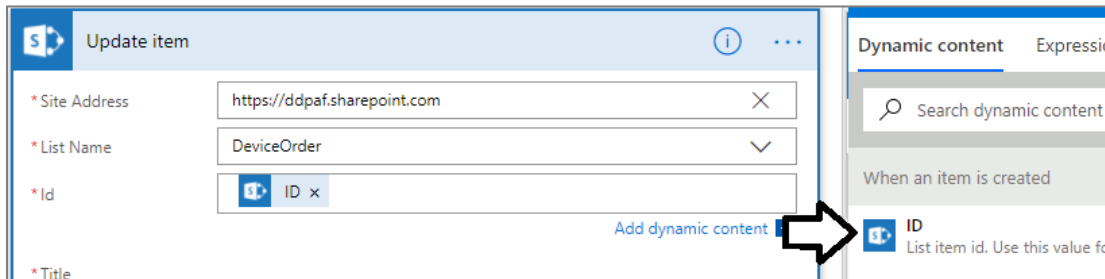 Update item
* Site Address
https://ddpaf.sharepoint.com
* List Name
DeviceOrder
* Id
ID
Add dynamic content
* Title
Dynamic content
Search dynamic content
When an item is created
ID
List item id. Use this value